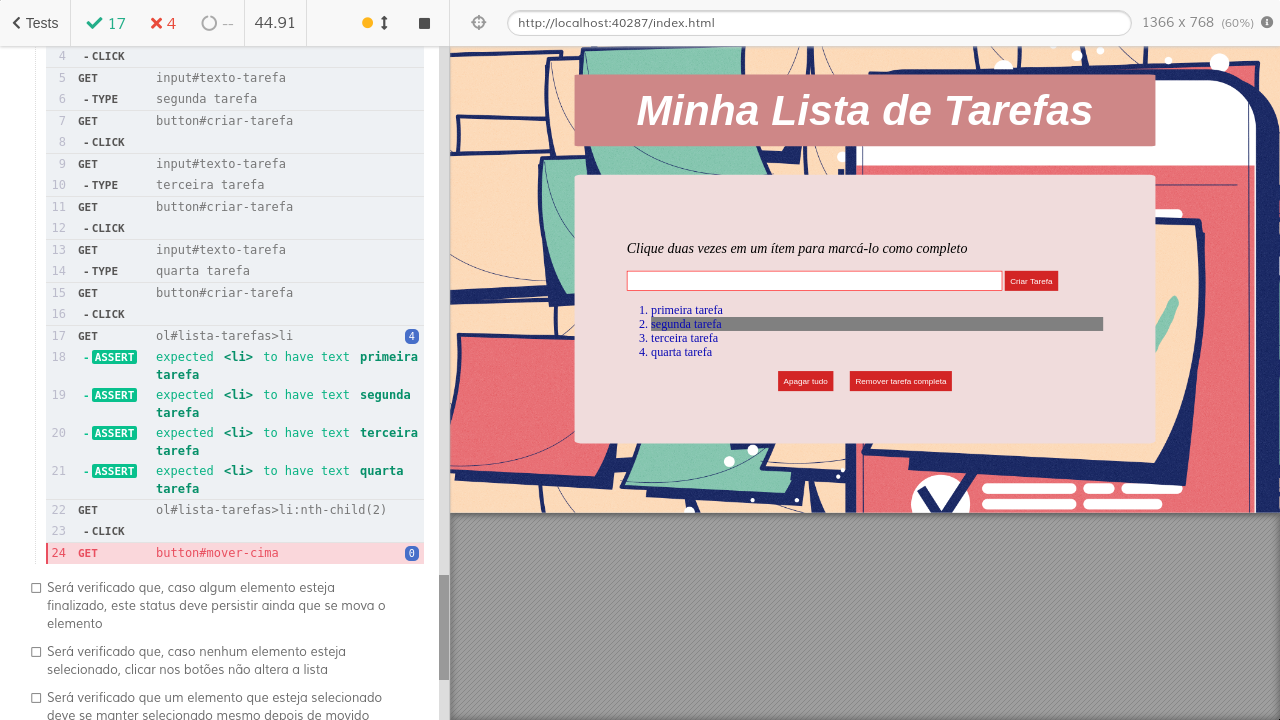 Tests 17 4 -- 44.91
http://localhost:40287/index.html 1366 x 768 (60%)
4 - CLICK
5 GET input#texto-tarefa
6 - TYPE segunda tarefa
7 GET button#criar-tarefa
8 - CLICK
9 GET input#texto-tarefa
10 - TYPE terceira tarefa
11 GET button#criar-tarefa
12 - CLICK
13 GET input#texto-tarefa
14 - TYPE quarta tarefa
15 GET button#criar-tarefa
16 - CLICK
17 GET ol#lista-tarefas>li 4
18 - ASSERT expected <li> to have text primeira
tarefa
19 - ASSERT expected <li> to have text segunda
tarefa
20 - ASSERT expected <li> to have text terceira
tarefa
21 - ASSERT expected <li> to have text quarta
tarefa
22 GET ol#lista-tarefas>li:nth-child(2)
23 - CLICK
24 GET button#mover-cima 0
Será verificado que, caso algum elemento esteja
finalizado, este status deve persistir ainda que se mova o
elemento
Será verificado que, caso nenhum elemento esteja
selecionado, clicar nos botões não altera a lista
Será verificado que um elemento que esteja selecionado
deve se manter selecionado mesmo depois de movido
Minha Lista de Tarefas
Clique duas vezes em um ítem para marcá-lo como completo
Criar Tarefa
1. primeira tarefa
2. segunda tarefa
3. terceira tarefa
4. quarta tarefa
Apagar tudo Remover tarefa completa